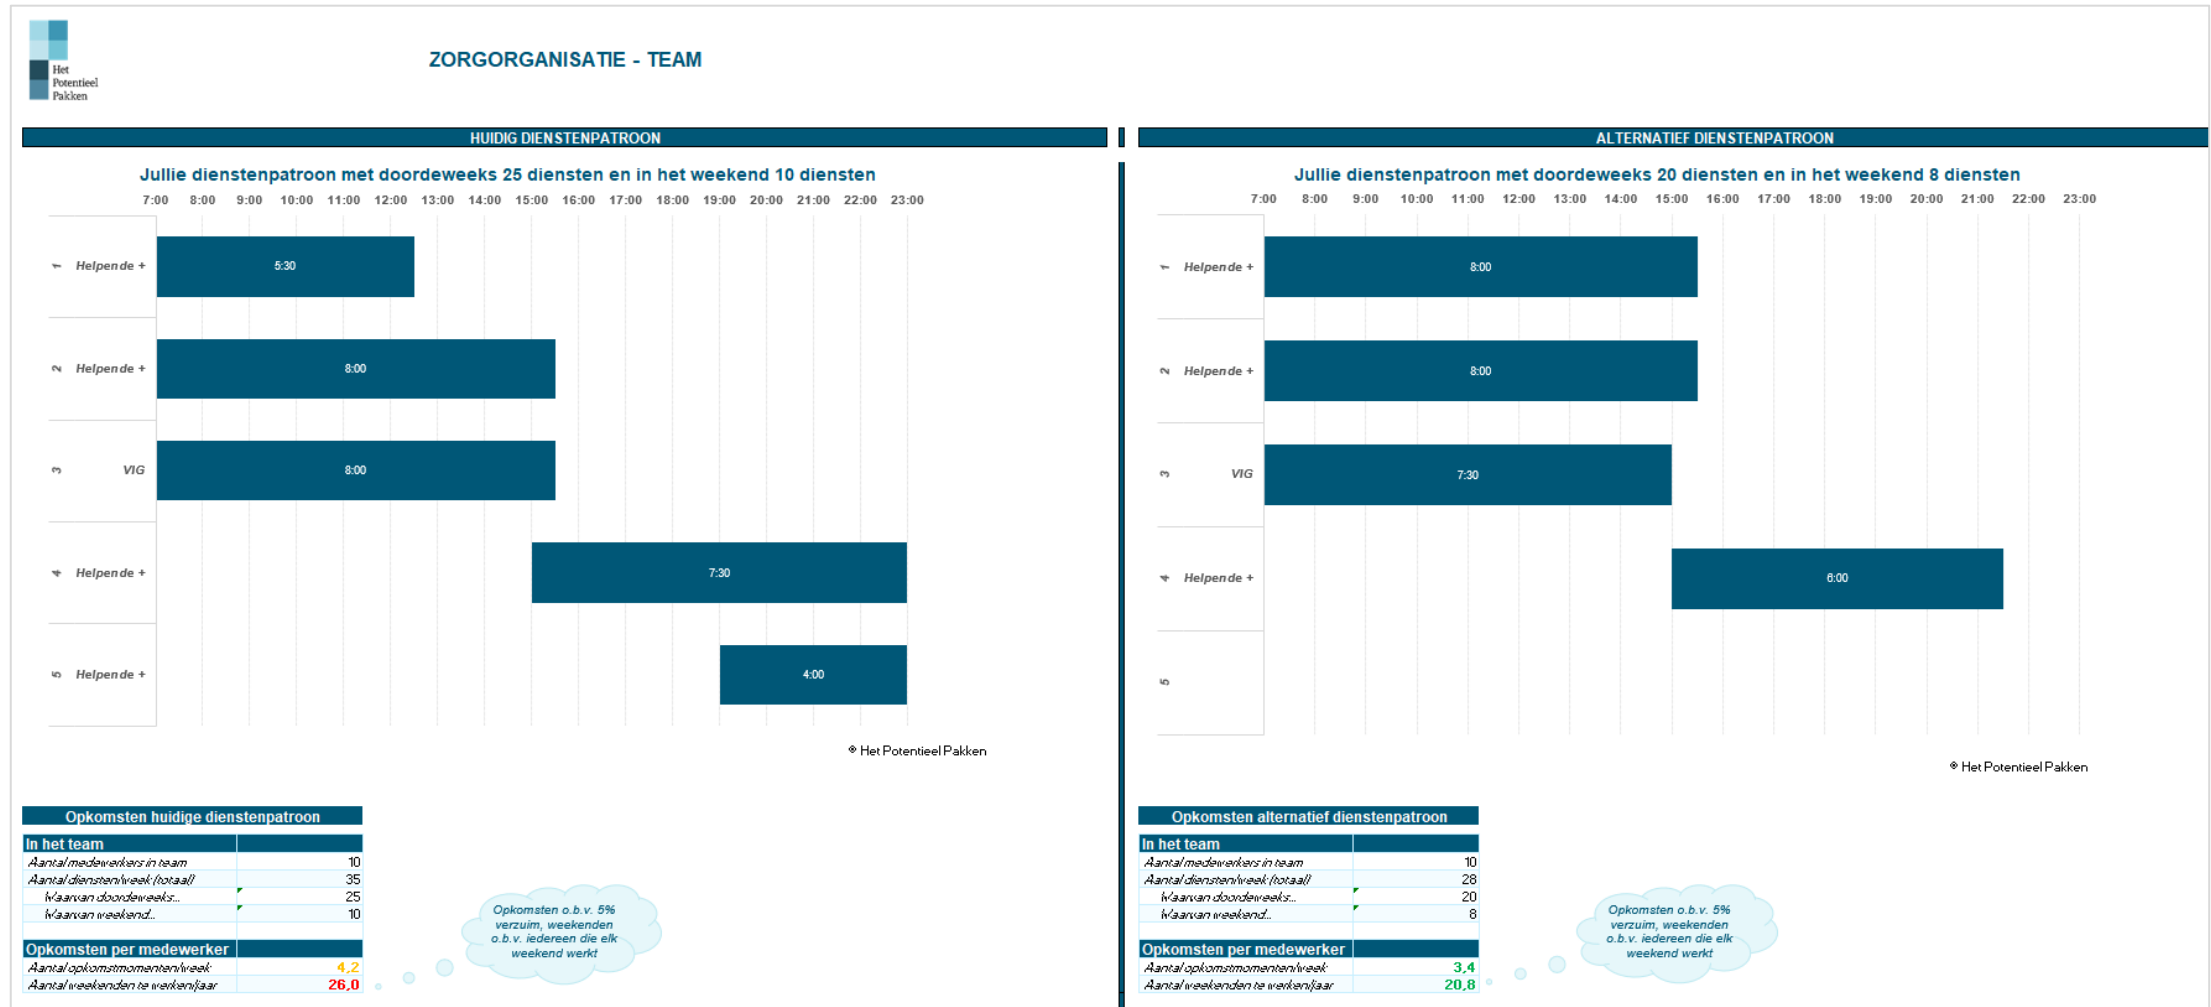 Het
Potentieel
Pakken
ZORGORGANISATIE - TEAM
HUIDIG DIENSTENPATROON
Jullie dienstenpatroon met doordeweeks 25 diensten en in het weekend 10 diensten
7:00 8:00 9:00 10:00 11:00 12:00 13:00 14:00 15:00 16:00 17:00 18:00 19:00 20:00 21:00 22:00 23:00
1 Helpende + 5:30
2 Helpende + 8:00
3 VIG 8:00
4 Helpende + 7:30
5 Helpende + 4:00
® Het Potentieel Pakken
Opkomsten huidige dienstenpatroon
In het team
Aantal medewerkers in team 10
Aantal diensten/week (totaal) 35
Waarvan doordeweeks... 25
Waarvan weekend... 10
Opkomsten per medewerker
Aantal opkomstmomenten/week 4,2
Aantal weekenden te werken/jaar 26,0
Opkomsten o.b.v. 5%
verzuim, weekenden
o.b.v. iedereen die elk
weekend werkt
ALTERNATIEF DIENSTENPATROON
Jullie dienstenpatroon met doordeweeks 20 diensten en in het weekend 8 diensten
7:00 8:00 9:00 10:00 11:00 12:00 13:00 14:00 15:00 16:00 17:00 18:00 19:00 20:00 21:00 22:00 23:00
1 Helpende + 8:00
2 Helpende + 8:00
3 VIG 7:30
4 Helpende + 6:00
5
® Het Potentieel Pakken
Opkomsten alternatief dienstenpatroon
In het team
Aantal medewerkers in team 10
Aantal diensten/week (totaal) 28
Waarvan doordeweeks... 20
Waarvan weekend... 8
Opkomsten per medewerker
Aantal opkomstmomenten/week 3,4
Aantal weekenden te werken/jaar 20,8
Opkomsten o.b.v. 5%
verzuim, weekenden
o.b.v. iedereen die elk
weekend werkt